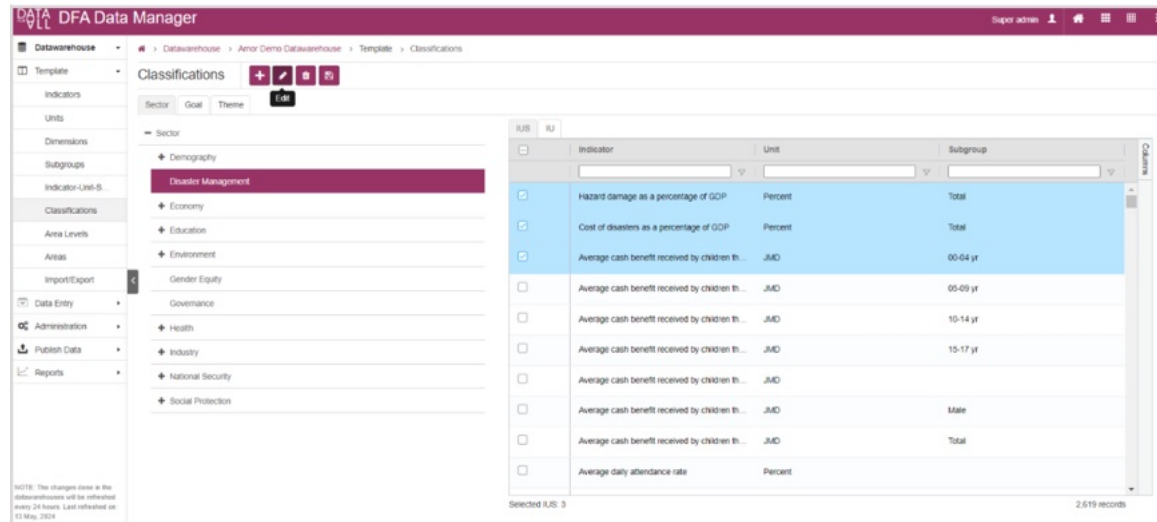 DATA
FOR
ALL
DFA Data Manager
Super admin
Datawarehouse
Template
Indicators
Units
Dimensions
Subgroups
Indicator-Unit-S...
Classifications
Area Levels
Areas
Import/Export
Data Entry
Administration
Publish Data
Reports
NOTE: The changes done in the
datawarehouses will be refreshed
every 24 hours. Last refreshed on:
13 May, 2024
> Datawarehouse > Amor Demo Datawarehouse > Template > Classifications
Classifications
Edit
Sector Goal Theme
Sector
Demography
Disaster Management
Economy
Education
Environment
Gender Equity
Governance
Health
Industry
National Security
Social Protection
IUS IU
Indicator Unit Subgroup
Columns
Hazard damage as a percentage of GDP Percent Total
Cost of disasters as a percentage of GDP Percent Total
Average cash benefit received by children th... JMD 00-04 yr
Average cash benefit received by children th... JMD 05-09 yr
Average cash benefit received by children th... JMD 10-14 yr
Average cash benefit received by children th... JMD 15-17 yr
Average cash benefit received by children th... JMD
Average cash benefit received by children th... JMD Male
Average cash benefit received by children th... JMD Total
Average daily attendance rate Percent
Selected IUS: 3 2,619 records